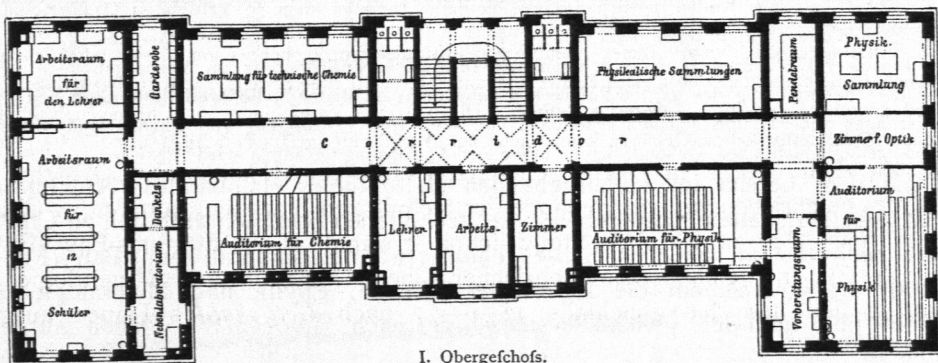 Arbeitsraum
für
den Lehrer
Garderobe
Sammlung für technische Chemie
Physikalische Sammlungen
Pendelraum
Physik.
Sammlung
Corridor
Zimmer f. Optik
Arbeitsraum
für
12
Schüler
Dunkelz.
Nebenlaboratorium
Auditorium für Chemie
Lehrer
Arbeits-
Zimmer
Auditorium für Physik
Vorbereitungsraum
Auditorium
für
Physik
I. Obergeſchoſs.